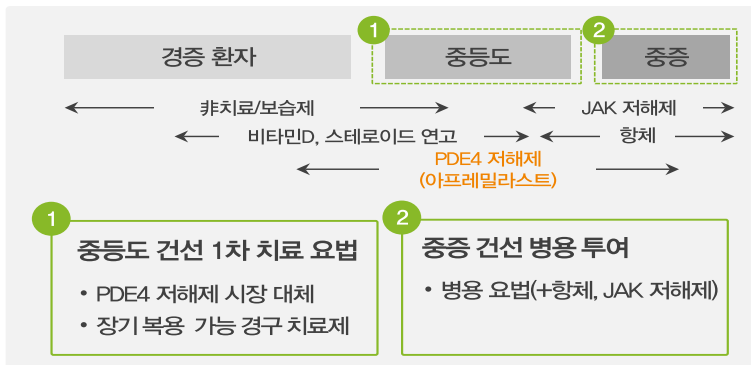 1
2
경증 환자
중등도
중증
非치료/보습제
JAK 저해제
비타민D, 스테로이드 연고
항체
PDE4 저해제
(아프레밀라스트)
1
중등도 건선 1차 치료 요법
• PDE4 저해제 시장 대체
• 장기 복용 가능 경구 치료제
2
중증 건선 병용 투여
• 병용 요법(+항체, JAK 저해제)